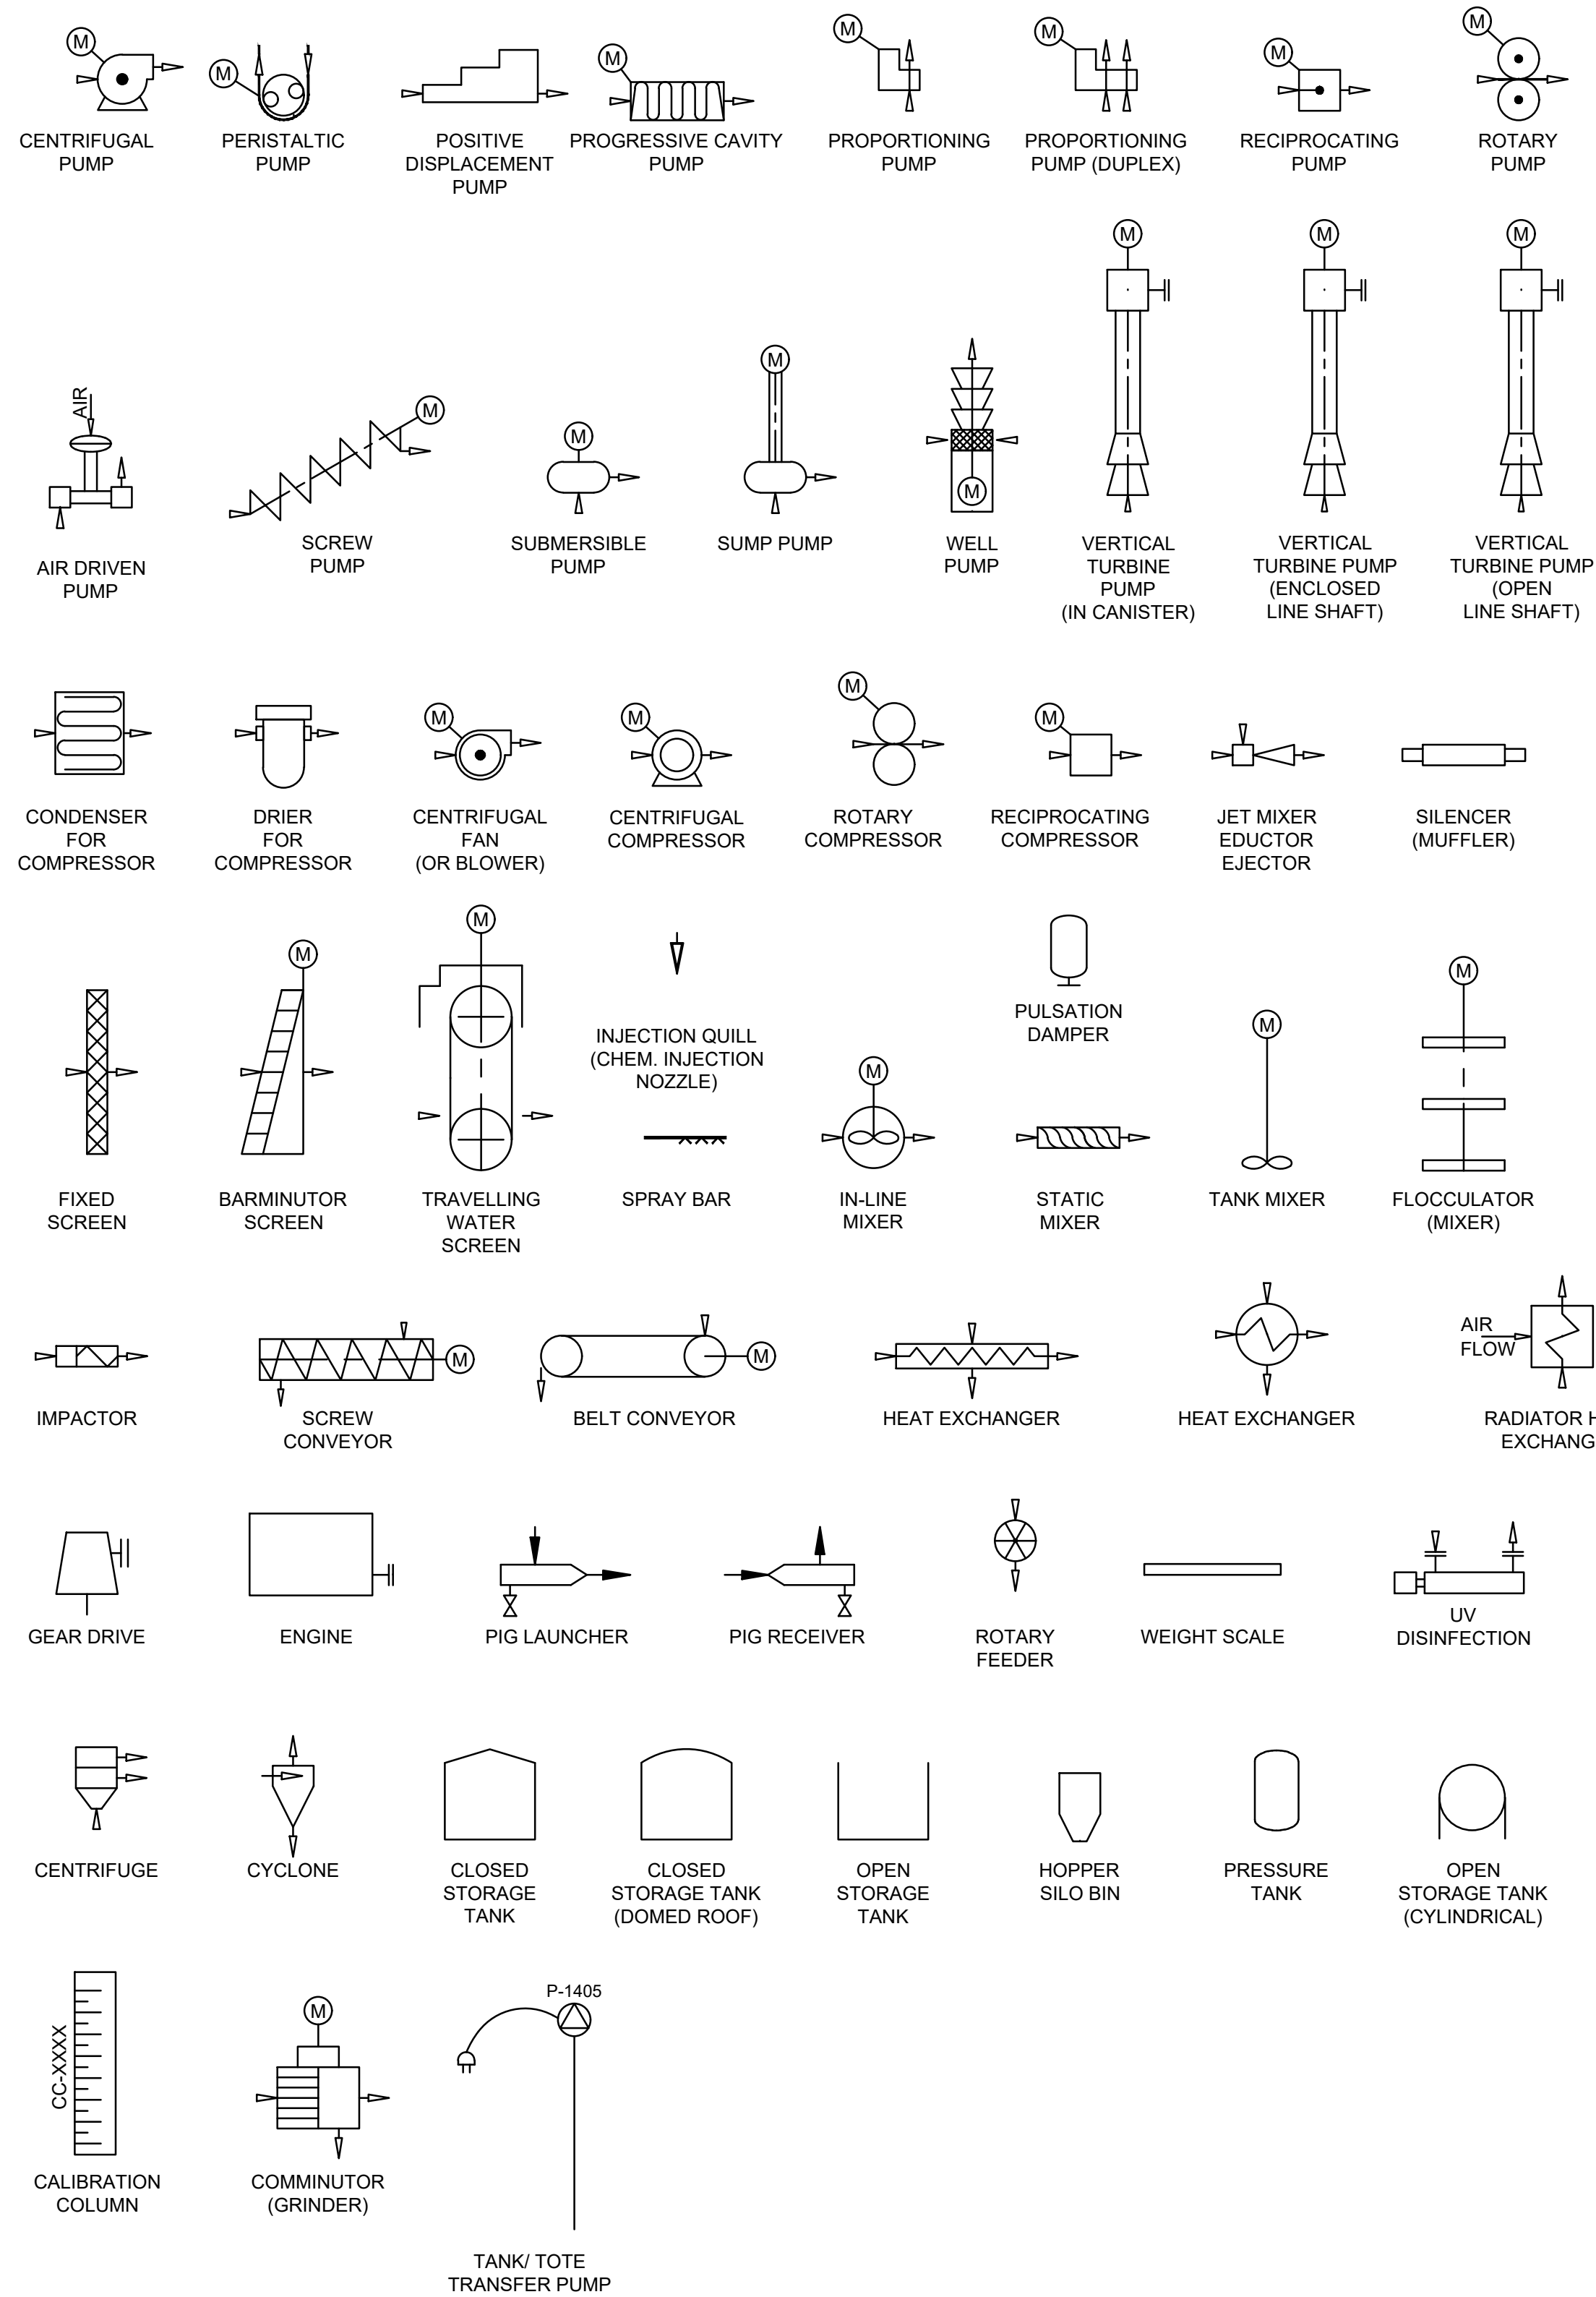 M
M
M
M
M
M
M
CENTRIFUGAL
PUMP
PERISTALTIC
PUMP
POSITIVE
DISPLACEMENT
PUMP
PROGRESSIVE CAVITY
PUMP
PROPORTIONING
PUMP
PROPORTIONING
PUMP (DUPLEX)
RECIPROCATING
PUMP
ROTARY
PUMP
AIR
M
M
M
M
M
M
M
AIR DRIVEN
PUMP
SCREW
PUMP
SUBMERSIBLE
PUMP
SUMP PUMP
WELL
PUMP
VERTICAL
TURBINE
PUMP
(IN CANISTER)
VERTICAL
TURBINE PUMP
(ENCLOSED
LINE SHAFT)
VERTICAL
TURBINE PUMP
(OPEN
LINE SHAFT)
M
M
M
M
CONDENSER
FOR
COMPRESSOR
DRIER
FOR
COMPRESSOR
CENTRIFUGAL
FAN
(OR BLOWER)
CENTRIFUGAL
COMPRESSOR
ROTARY
COMPRESSOR
RECIPROCATING
COMPRESSOR
JET MIXER
EDUCTOR
EJECTOR
SILENCER
(MUFFLER)
M
M
INJECTION QUILL
(CHEM. INJECTION
NOZZLE)
M
PULSATION
DAMPER
M
M
FIXED
SCREEN
BARMINUTOR
SCREEN
TRAVELLING
WATER
SCREEN
SPRAY BAR
IN-LINE
MIXER
STATIC
MIXER
TANK MIXER
FLOCCULATOR
(MIXER)
M
M
AIR
FLOW
IMPACTOR
SCREW
CONVEYOR
BELT CONVEYOR
HEAT EXCHANGER
HEAT EXCHANGER
RADIATOR H
EXCHANG
GEAR DRIVE
ENGINE
PIG LAUNCHER
PIG RECEIVER
ROTARY
FEEDER
WEIGHT SCALE
UV
DISINFECTION
CENTRIFUGE
CYCLONE
CLOSED
STORAGE
TANK
CLOSED
STORAGE TANK
(DOMED ROOF)
OPEN
STORAGE
TANK
HOPPER
SILO BIN
PRESSURE
TANK
OPEN
STORAGE TANK
(CYLINDRICAL)
CC-XXXX
M
P-1405
CALIBRATION
COLUMN
COMMINUTOR
(GRINDER)
TANK/ TOTE
TRANSFER PUMP